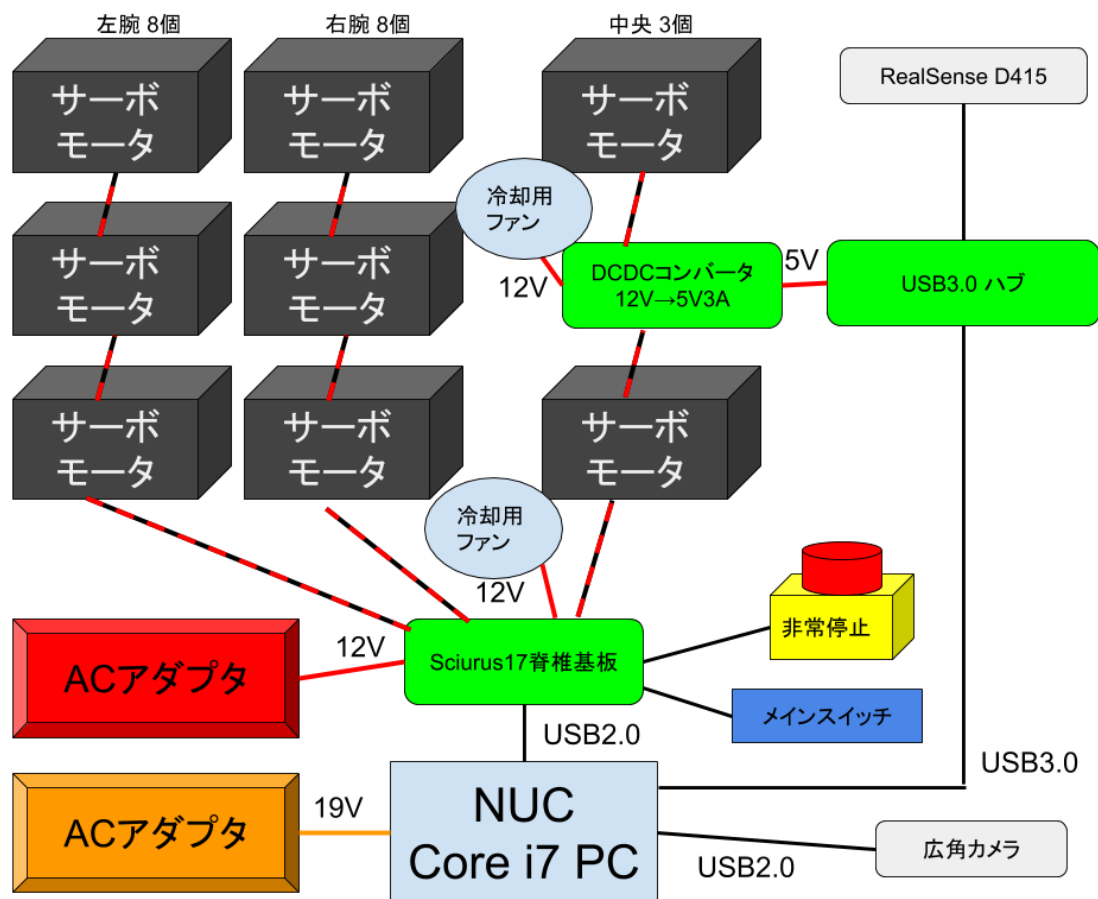 左腕 8個
右腕 8個
中央 3個
サーボ
モータ
サーボ
モータ
サーボ
モータ
RealSense D415
冷却用
ファン
サーボ
モータ
サーボ
モータ
12V
DCDCコンバータ
12V→5V3A
5V
USB3.0 ハブ
サーボ
モータ
サーボ
モータ
サーボ
モータ
冷却用
ファン
12V
非常停止
ACアダプタ
12V
Sciurus17脊椎基板
メインスイッチ
USB2.0
USB3.0
ACアダプタ
19V
NUC
Core i7 PC
USB2.0
広角カメラ